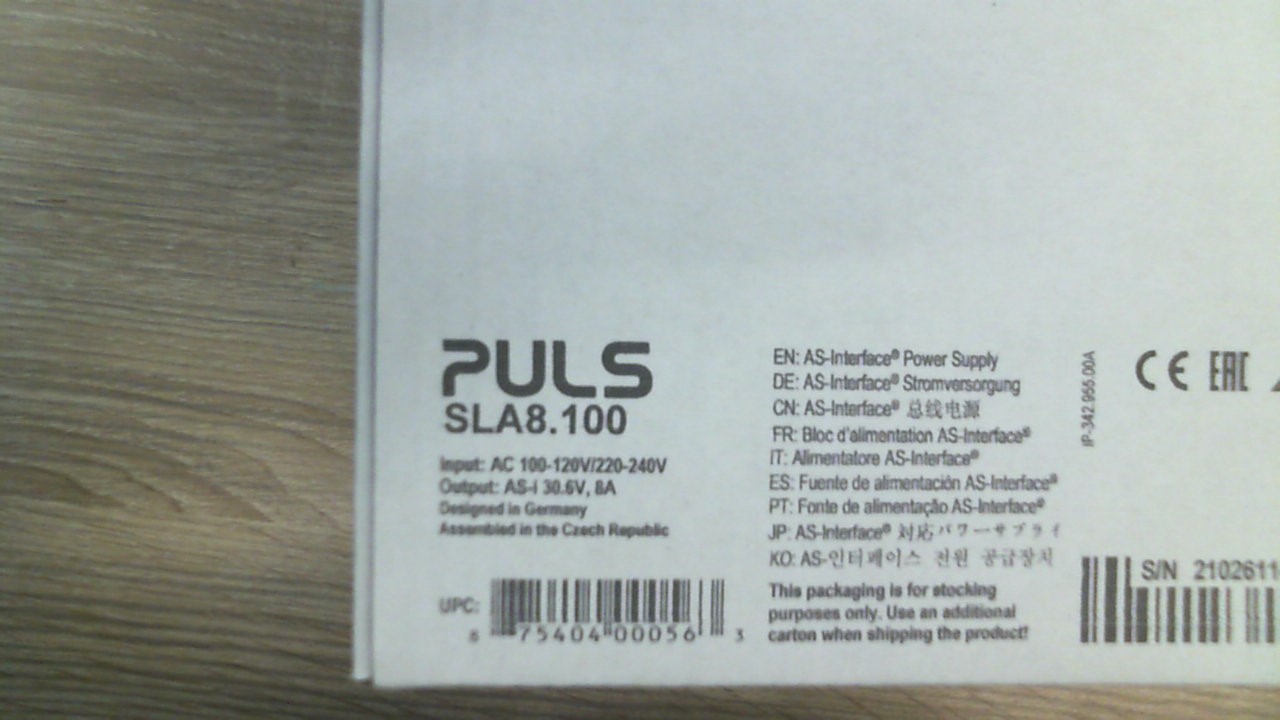 PULS
SLA8.100
Input: AC 100-120V/220-240V
Output: AS-i 30.6V, 8A
Designed in Germany
Assembled in the Czech Republic
UPC:
6 75404 00056 3
EN: AS-Interface® Power Supply
DE: AS-Interface® Stromversorgung
CN: AS-Interface® 总线电源
FR: Bloc d'alimentation AS-Interface®
IT: Alimentatore AS-Interface®
ES: Fuente de alimentación AS-Interface®
PT: Fonte de alimentação AS-Interface®
JP: AS-Interface® 対応パワーサプライ
KO: AS-인터페이스 전원 공급장치
This packaging is for stocking
purposes only. Use an additional
carton when shipping the product!
IP-342.955.00A
CE EAC
S/N 2102611